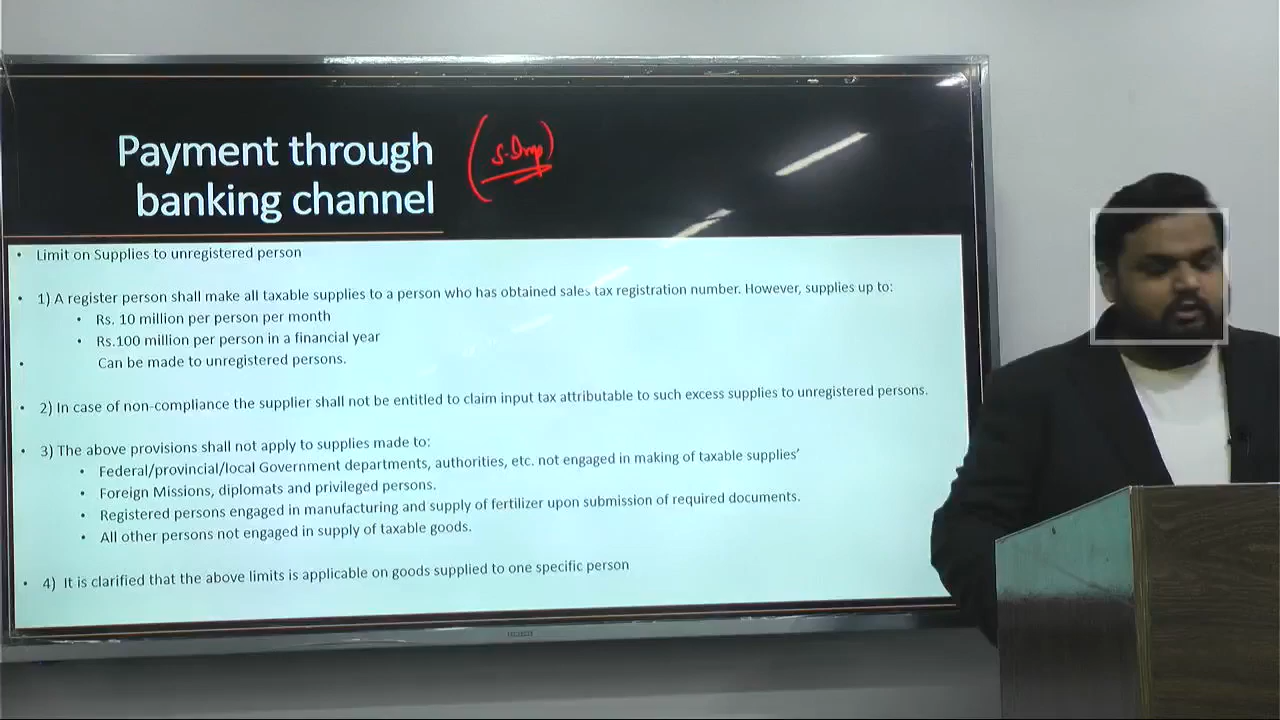 Payment through
banking channel
(S. Imp)
• Limit on Supplies to unregistered person
• 1) A register person shall make all taxable supplies to a person who has obtained sales tax registration number. However, supplies up to:
• Rs. 10 million per person per month
• Rs.100 million per person in a financial year
• Can be made to unregistered persons.
• 2) In case of non-compliance the supplier shall not be entitled to claim input tax attributable to such excess supplies to unregistered persons.
• 3) The above provisions shall not apply to supplies made to:
• Federal/provincial/local Government departments, authorities, etc. not engaged in making of taxable supplies’
• Foreign Missions, diplomats and privileged persons.
• Registered persons engaged in manufacturing and supply of fertilizer upon submission of required documents.
• All other persons not engaged in supply of taxable goods.
• 4) It is clarified that the above limits is applicable on goods supplied to one specific person